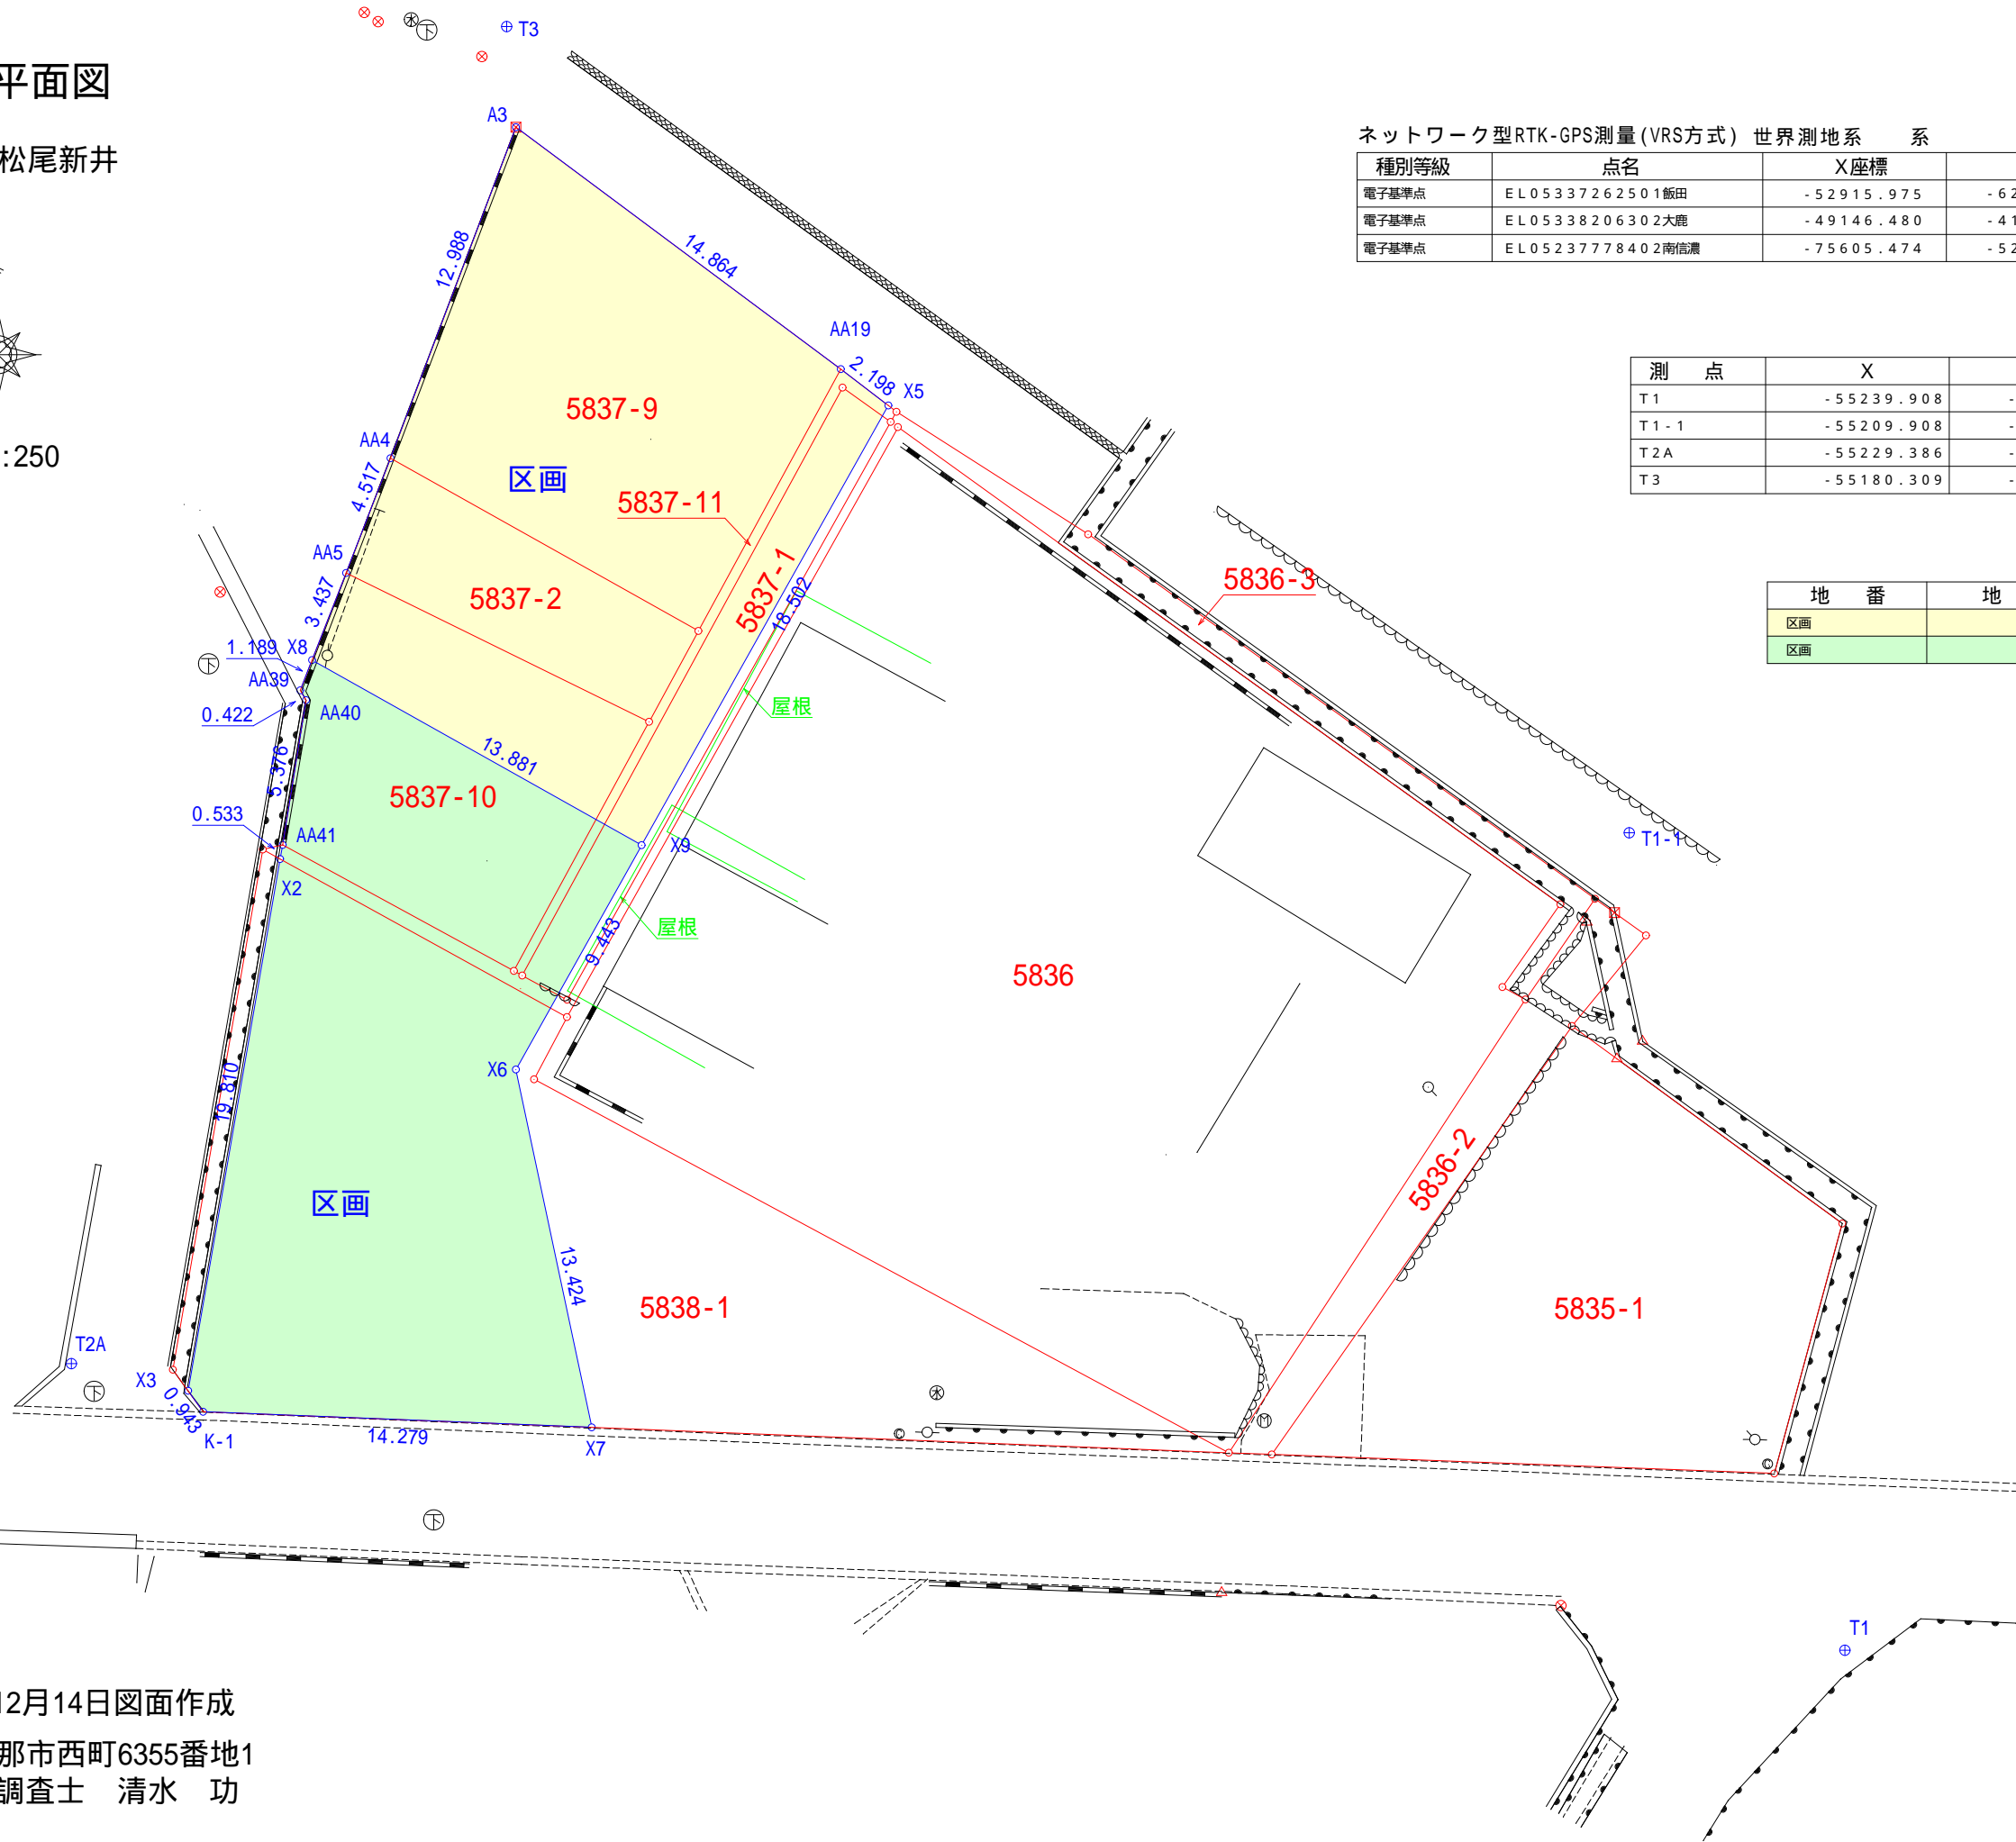 平面図
松尾新井
:250
T3
A3
12.988
14.864
AA19
2.198
X5
5837-9
AA4
区画
4.517
5837-11
AA5
5837-2
5837-1
18.502
3.437
1.189
X8
AA39
0.422
AA40
屋根
13.881
5.376
5837-10
0.533
AA41
X9
X2
屋根
9.443
5836
X6
19.810
区画
13.424
5838-1
T2A
X3
0.943
K-1
14.279
X7
5836-3
T1-1
5836-2
5835-1
T1
下
下
下
下
ネットワーク型RTK-GPS測量(VRS方式) 世界測地系 系
種別等級 点名 X座標
電子基準点 EL05337262501飯田 -52915.975 -62
電子基準点 EL05338206302大鹿 -49146.480 -41
電子基準点 EL05237778402南信濃 -75605.474 -52
測 点 X
T1 -55239.908 -
T1-1 -55209.908 -
T2A -55229.386 -
T3 -55180.309 -
地 番 地
区画
区画
12月14日図面作成
那市西町6355番地1
調査士 清水 功